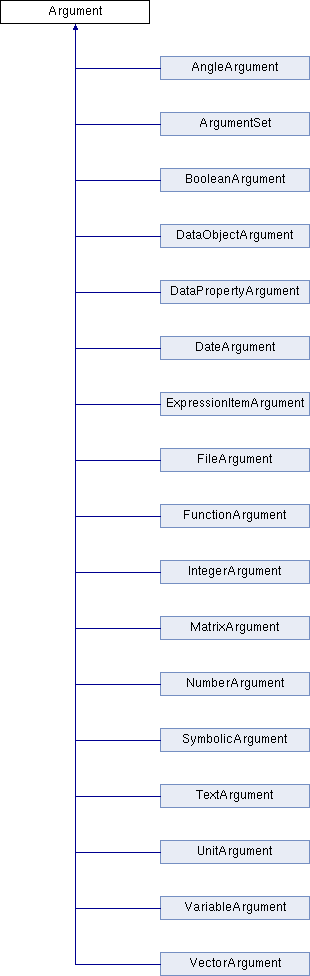 Argument
AngleArgument
ArgumentSet
BooleanArgument
DataObjectArgument
DataPropertyArgument
DateArgument
ExpressionItemArgument
FileArgument
FunctionArgument
IntegerArgument
MatrixArgument
NumberArgument
SymbolicArgument
TextArgument
UnitArgument
VariableArgument
VectorArgument